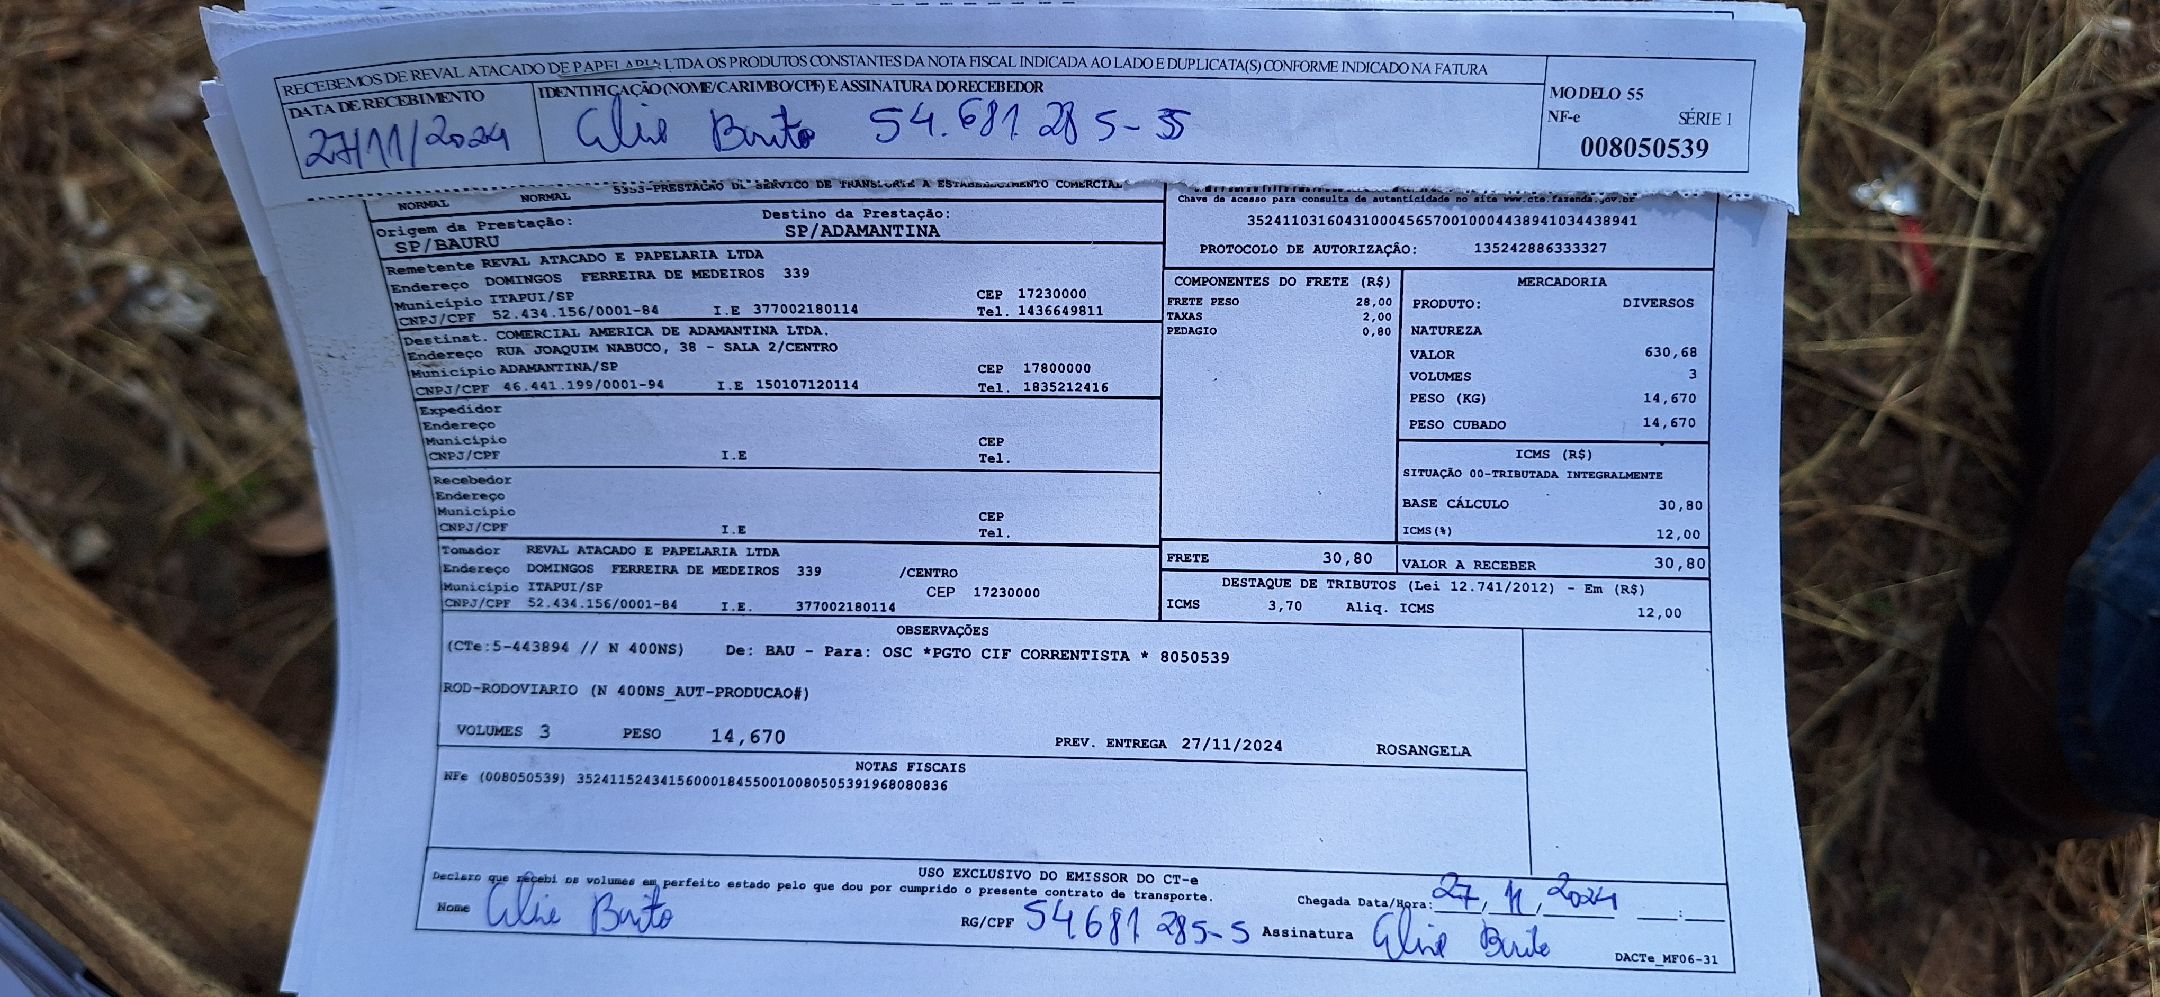 RECEBEMOS DE REVAL ATACADO DE PAPELARIA LTDA OS PRODUTOS CONSTANTES DA NOTA FISCAL INDICADA AO LADO E DUPLICATA(S) CONFORME INDICADO NA FATURA
DATA DE RECEBIMENTO
27/11/2024
IDENTIFICAÇÃO (NOME/CARIMBO/CPF) E ASSINATURA DO RECEBEDOR
Brito 54.681 285-5
MODELO 55
NF-e SÉRIE 1
008050539
NORMAL NORMAL 5353-PRESTACAO DE SERVICO DE TRANSPORTE A ESTABELECIMENTO COMERCIAL
Origem da Prestação: Destino da Prestação:
SP/BAURU SP/ADAMANTINA
Chave de acesso para consulta de autenticidade no site www.cte.fazenda.gov.br
35241103160431000456570010004438941034438941
PROTOCOLO DE AUTORIZAÇÃO: 135242886333327
Remetente REVAL ATACADO E PAPELARIA LTDA
Endereço DOMINGOS FERREIRA DE MEDEIROS 339
Município ITAPUI/SP CEP 17230000
CNPJ/CPF 52.434.156/0001-84 I.E 377002180114 Tel. 1436649811
Destinat. COMERCIAL AMERICA DE ADAMANTINA LTDA.
Endereço RUA JOAQUIM NABUCO, 38 - SALA 2/CENTRO
Município ADAMANTINA/SP CEP 17800000
CNPJ/CPF 46.441.199/0001-94 I.E 150107120114 Tel. 1835212416
Expedidor
Endereço
Município CEP
CNPJ/CPF I.E Tel.
Recebedor
Endereço
Município CEP
CNPJ/CPF I.E Tel.
Tomador REVAL ATACADO E PAPELARIA LTDA
Endereço DOMINGOS FERREIRA DE MEDEIROS 339 /CENTRO
Município ITAPUI/SP CEP 17230000
CNPJ/CPF 52.434.156/0001-84 I.E. 377002180114
COMPONENTES DO FRETE (R$)
FRETE PESO 28,00
TAXAS 2,00
PEDAGIO 0,80
MERCADORIA
PRODUTO: DIVERSOS
NATUREZA
VALOR 630,68
VOLUMES 3
PESO (KG) 14,670
PESO CUBADO 14,670
ICMS (R$)
SITUAÇÃO 00-TRIBUTADA INTEGRALMENTE
BASE CÁLCULO 30,80
ICMS(%) 12,00
FRETE 30,80 VALOR A RECEBER 30,80
DESTAQUE DE TRIBUTOS (Lei 12.741/2012) - Em (R$)
ICMS 3,70 Aliq. ICMS 12,00
OBSERVAÇÕES
(CTe:5-443894 // N 400NS) De: BAU - Para: OSC *PGTO CIF CORRENTISTA * 8050539
ROD-RODOVIARIO (N 400NS_AUT-PRODUCAO#)
VOLUMES 3 PESO 14,670 PREV. ENTREGA 27/11/2024 ROSANGELA
NOTAS FISCAIS
NFe (008050539) 35241152434156000184550010080505391968080836
USO EXCLUSIVO DO EMISSOR DO CT-e
Declaro que recebi os volumes em perfeito estado pelo que dou por cumprido o presente contrato de transporte.
Chegada Data/Hora: 27, 11, 2024 __:__
Nome Brito RG/CPF 54681 285-5 Assinatura Brito
DACTe_MF06-31